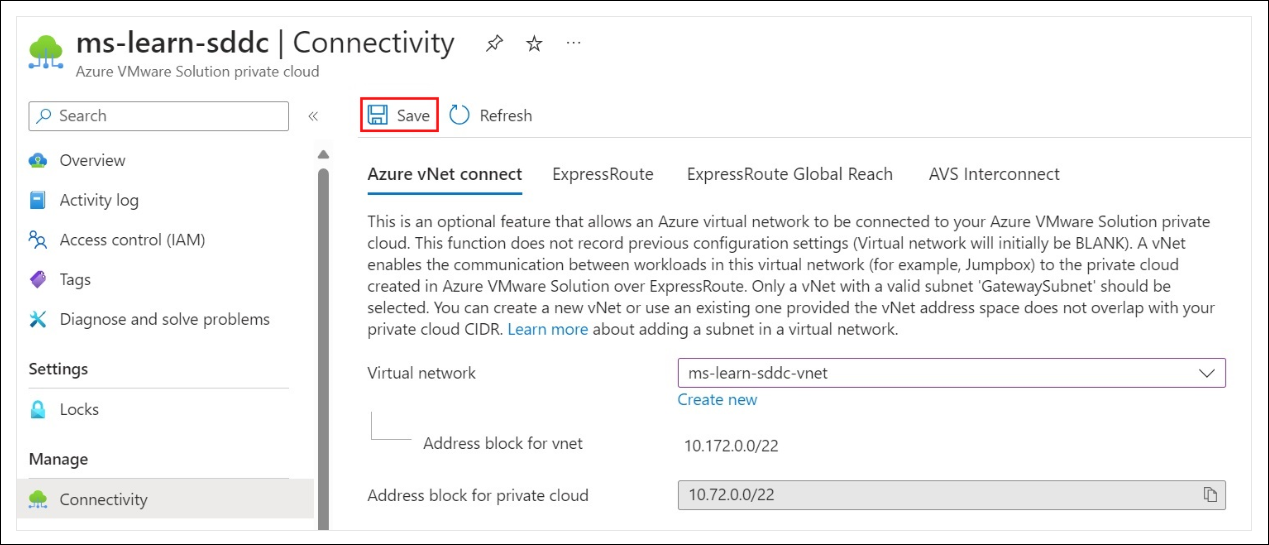 ms-learn-sddc | Connectivity
Azure VMware Solution private cloud
Search
Overview
Activity log
Access control (IAM)
Tags
Diagnose and solve problems
Settings
Locks
Manage
Connectivity
Save Refresh
Azure vNet connect ExpressRoute ExpressRoute Global Reach AVS Interconnect
This is an optional feature that allows an Azure virtual network to be connected to your Azure VMware Solution private
cloud. This function does not record previous configuration settings (Virtual network will initially be BLANK). A vNet
enables the communication between workloads in this virtual network (for example, Jumpbox) to the private cloud
created in Azure VMware Solution over ExpressRoute. Only a vNet with a valid subnet 'GatewaySubnet' should be
selected. You can create a new vNet or use an existing one provided the vNet address space does not overlap with your
private cloud CIDR. Learn more about adding a subnet in a virtual network.
Virtual network ms-learn-sddc-vnet
Create new
Address block for vnet 10.172.0.0/22
Address block for private cloud 10.72.0.0/22